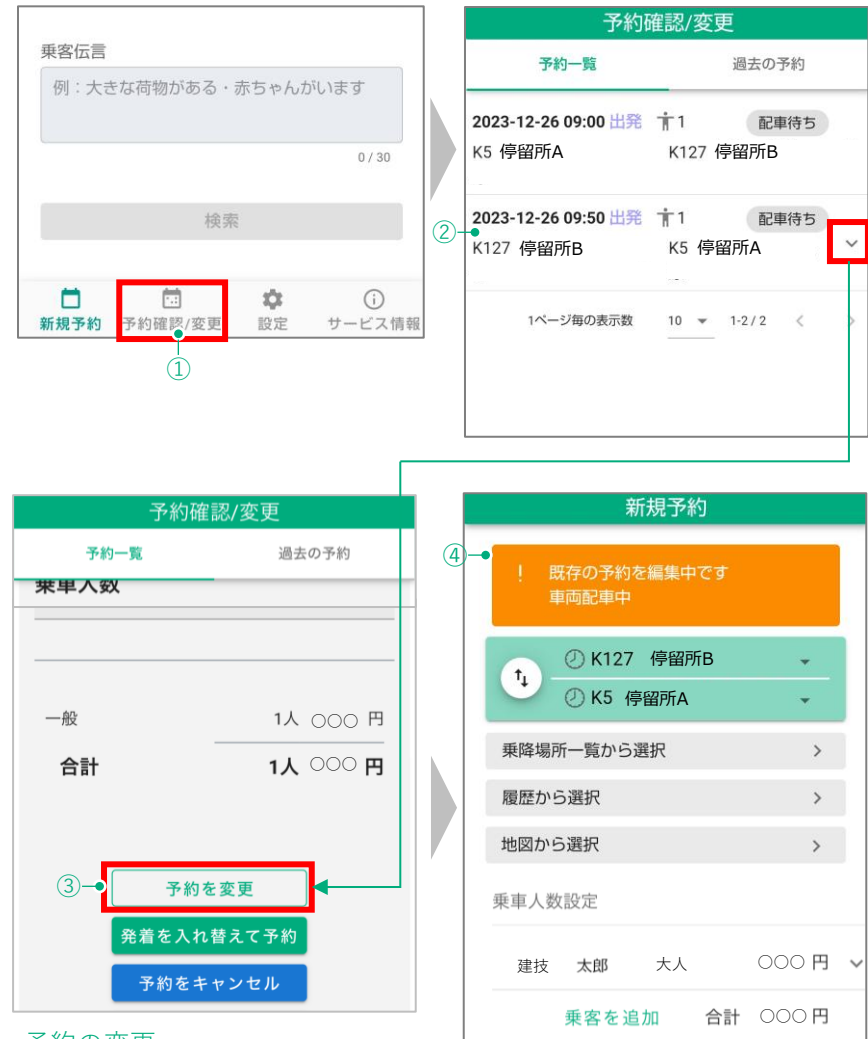 乗客伝言
例：大きな荷物がある・赤ちゃんがいます
0 / 30
検索
新規予約 予約確認/変更 設定 サービス情報
①
予約確認/変更
予約一覧 過去の予約
2023-12-26 09:00 出発 1 配車待ち
K5 停留所A K127 停留所B
② 2023-12-26 09:50 出発 1 配車待ち
K127 停留所B K5 停留所A
1ページ毎の表示数 10 1-2 / 2
予約確認/変更
予約一覧 過去の予約
乗車人数
一般 1人 ○○○ 円
合計 1人 ○○○ 円
③ 予約を変更
発着を入れ替えて予約
予約をキャンセル
新規予約
④ ! 既存の予約を編集中です
車両配車中
K127 停留所B
K5 停留所A
乗降場所一覧から選択
履歴から選択
地図から選択
乗車人数設定
建技 太郎 大人 ○○○ 円
乗客を追加 合計 ○○○ 円
予約の変更